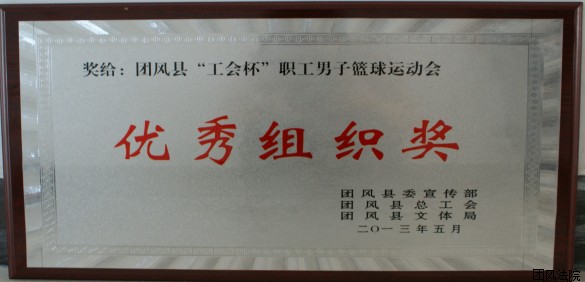 奖给：团风县“工会杯”职工男子篮球运动会
优秀组织奖
团风县委宣传部
团风县总工会
团风县文体局
二〇一三年五月
团风法院